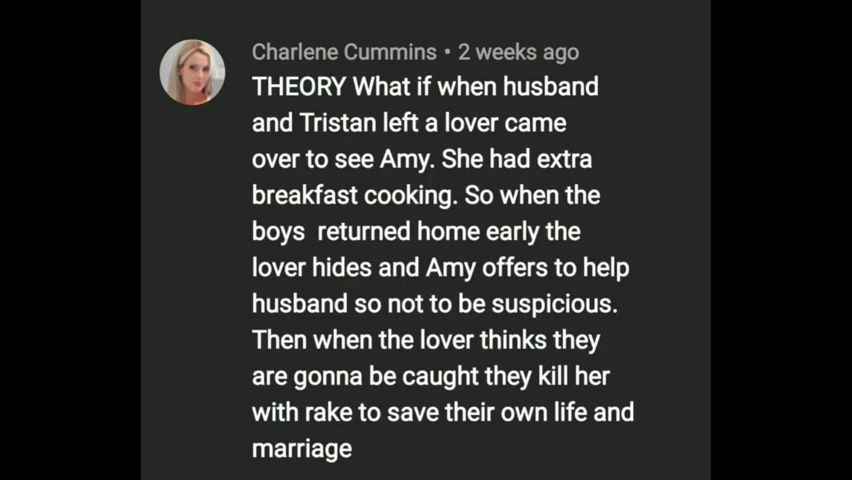 Charlene Cummins • 2 weeks ago
THEORY What if when husband
and Tristan left a lover came
over to see Amy. She had extra
breakfast cooking. So when the
boys  returned home early the
lover hides and Amy offers to help
husband so not to be suspicious.
Then when the lover thinks they
are gonna be caught they kill her
with rake to save their own life and
marriage